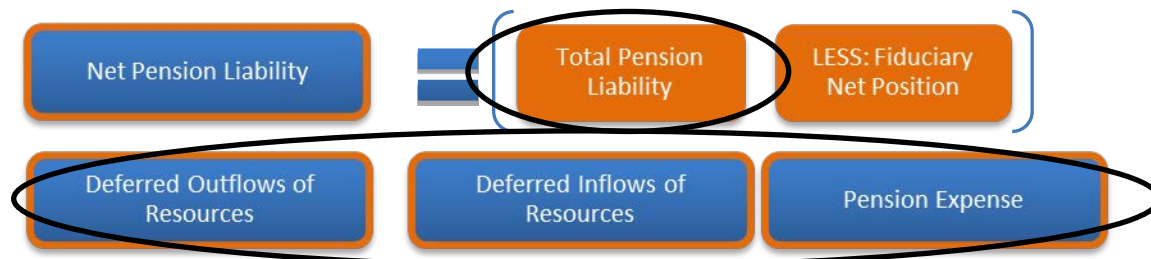 Net Pension Liability
Total Pension
Liability
LESS: Fiduciary
Net Position
Deferred Outflows of
Resources
Deferred Inflows of
Resources
Pension Expense